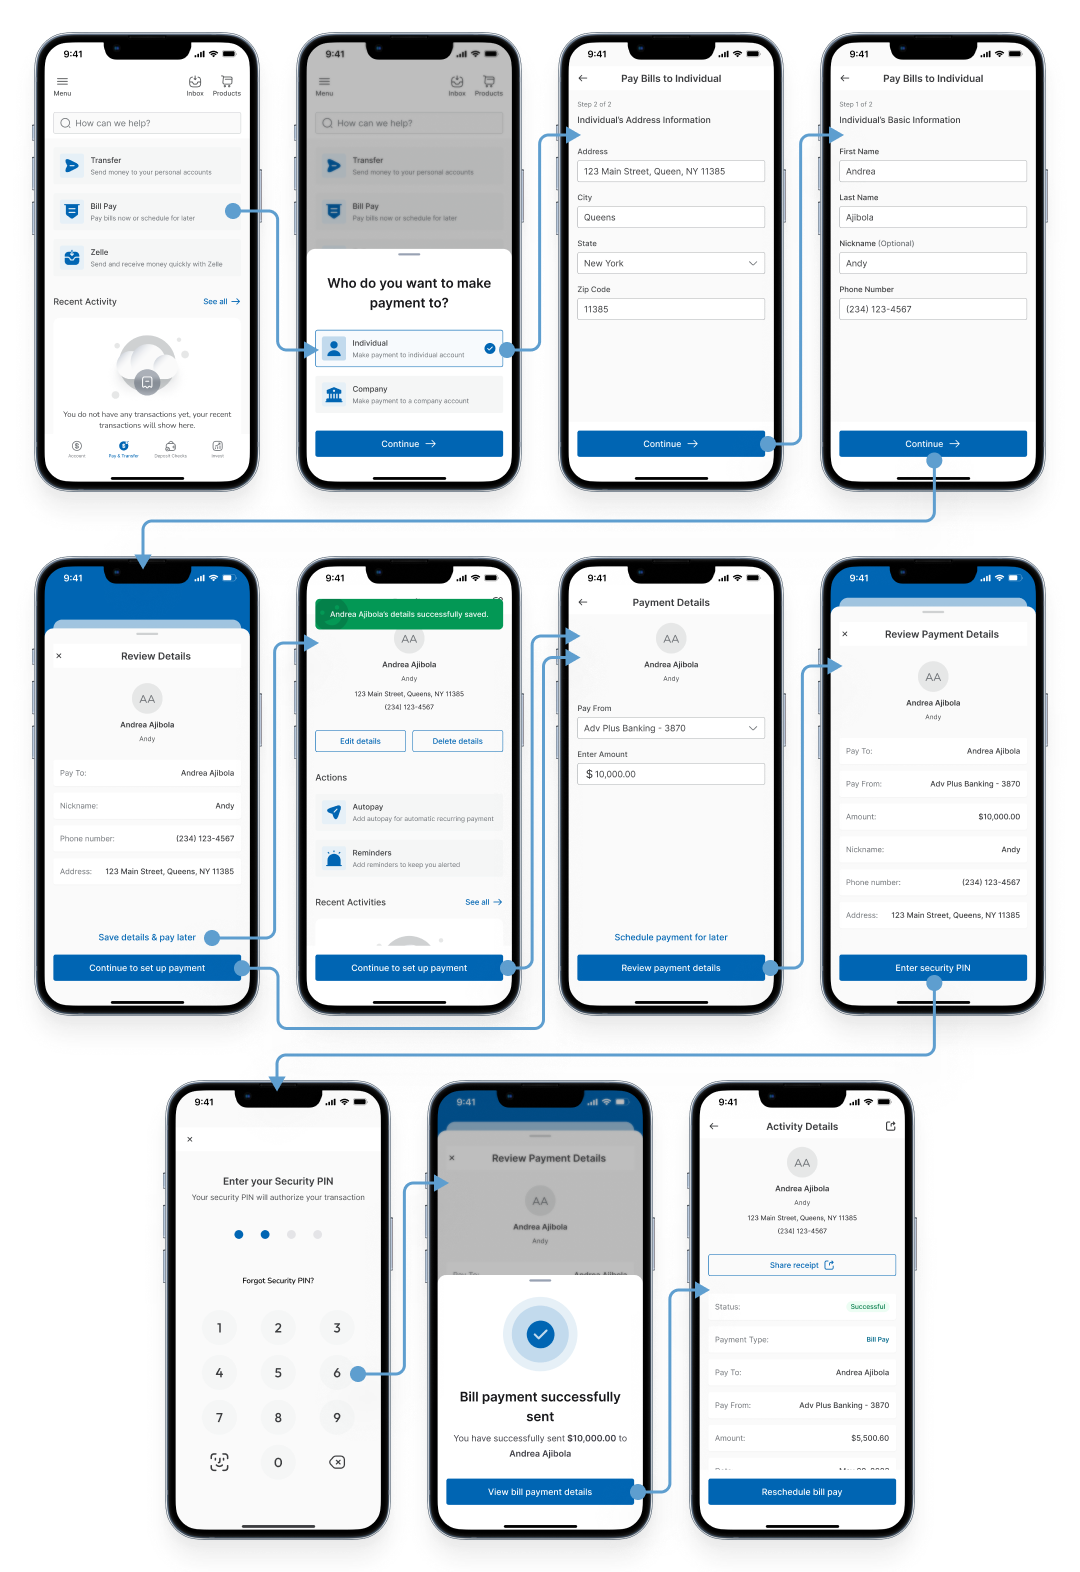 9:41
Menu
Inbox
Products
How can we help?
Transfer
Send money to your personal accounts
Bill Pay
Pay bills now or schedule for later
Zelle
Send and receive money quickly with Zelle
Recent Activity
See all
You do not have any transactions yet, your recent
transactions will show here.
Account
Pay & Transfer
Deposit Checks
Invest
9:41
Menu
Inbox
Products
How can we help?
Transfer
Send money to your personal accounts
Bill Pay
Pay bills now or schedule for later
Who do you want to make
payment to?
Individual
Make payment to individual account
Company
Make payment to a company account
Continue
9:41
Pay Bills to Individual
Step 2 of 2
Individual's Address Information
Address
123 Main Street, Queen, NY 11385
City
Queens
State
New York
Zip Code
11385
Continue
9:41
Pay Bills to Individual
Step 1 of 2
Individual's Basic Information
First Name
Andrea
Last Name
Ajibola
Nickname (Optional)
Andy
Phone Number
(234) 123-4567
Continue
9:41
Review Details
AA
Andrea Ajibola
Andy
Pay To: Andrea Ajibola
Nickname: Andy
Phone number: (234) 123-4567
Address: 123 Main Street, Queens, NY 11385
Save details & pay later
Continue to set up payment
9:41
Andrea Ajibola's details successfully saved.
AA
Andrea Ajibola
Andy
123 Main Street, Queens, NY 11385
(234) 123-4567
Edit details
Delete details
Actions
Autopay
Add autopay for automatic recurring payment
Reminders
Add reminders to keep you alerted
Recent Activities
See all
Continue to set up payment
9:41
Payment Details
AA
Andrea Ajibola
Andy
Pay From
Adv Plus Banking - 3870
Enter Amount
$ 10,000.00
Schedule payment for later
Review payment details
9:41
Review Payment Details
AA
Andrea Ajibola
Andy
Pay To: Andrea Ajibola
Pay From: Adv Plus Banking - 3870
Amount: $10,000.00
Nickname: Andy
Phone number: (234) 123-4567
Address: 123 Main Street, Queens, NY 11385
Enter security PIN
9:41
Enter your Security PIN
Your security PIN will authorize your transaction
Forgot Security PIN?
1 2 3
4 5 6
7 8 9
0
9:41
Review Payment Details
AA
Andrea Ajibola
Andy
Pay To: Andrea Ajibola
Bill payment successfully
sent
You have successfully sent $10,000.00 to
Andrea Ajibola
View bill payment details
9:41
Activity Details
AA
Andrea Ajibola
Andy
123 Main Street, Queens, NY 11385
(234) 123-4567
Share receipt
Status: Successful
Payment Type: Bill Pay
Pay To: Andrea Ajibola
Pay From: Adv Plus Banking - 3870
Amount: $5,500.60
Reschedule bill pay